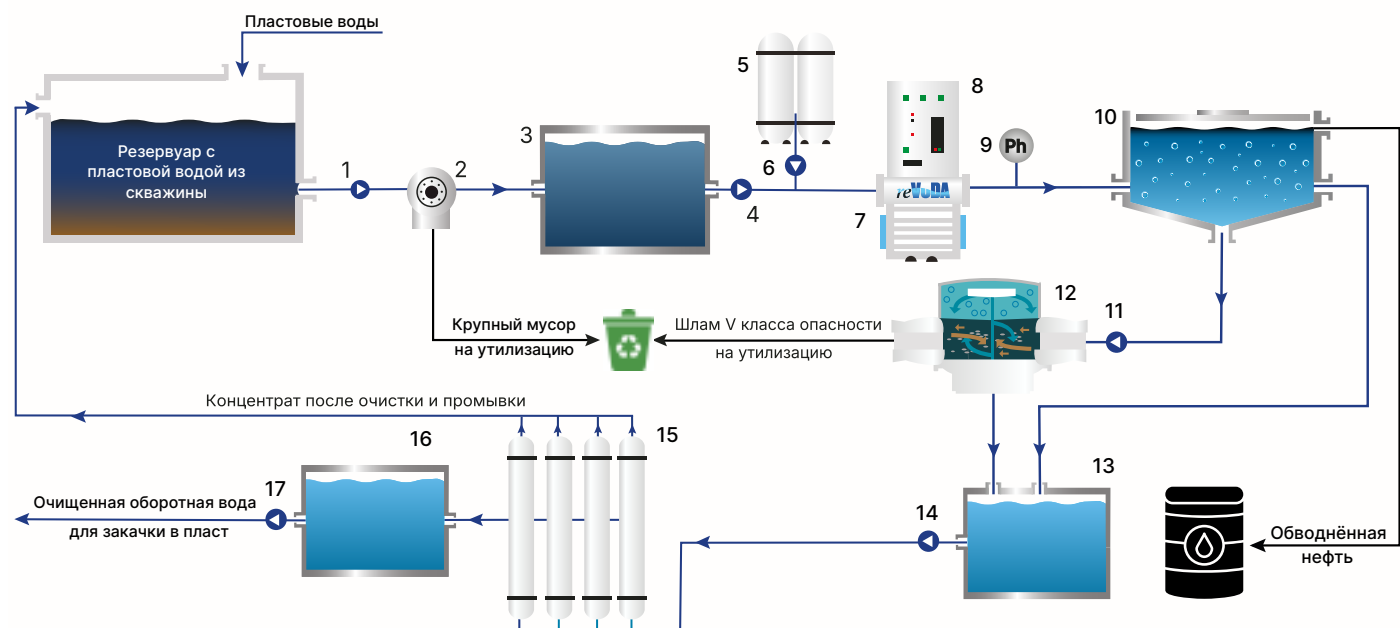 Пластовые воды
5
8
10
3
9
Ph
Резервуар с
пластовой водой из
скважины
1
2
6
4
reVODA
7
12
11
Крупный мусор
на утилизацию
Шлам V класса опасности
на утилизацию
Концентрат после очистки и промывки
16
15
13
17
14
Очищенная оборотная вода
для закачки в пласт
Обводнённая
нефть